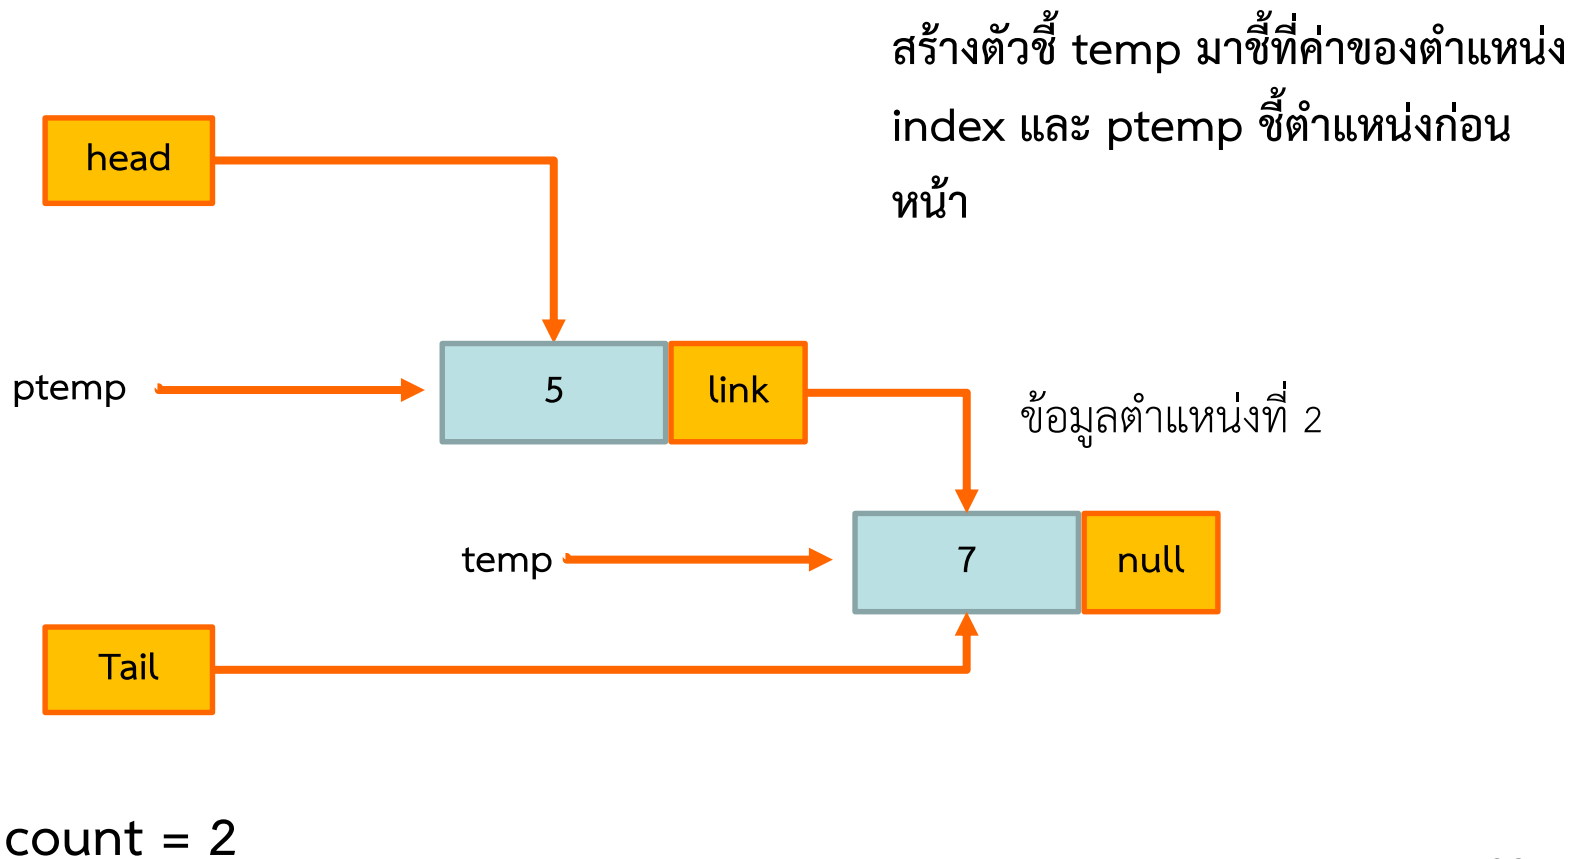 สร้างตัวชี้ temp มาชี้ที่ค่าของตำแหน่ง
index และ ptemp ชี้ตำแหน่งก่อน
หน้า
head
ptemp
5
link
ข้อมูลตำแหน่งที่ 2
temp
7
null
Tail
count = 2